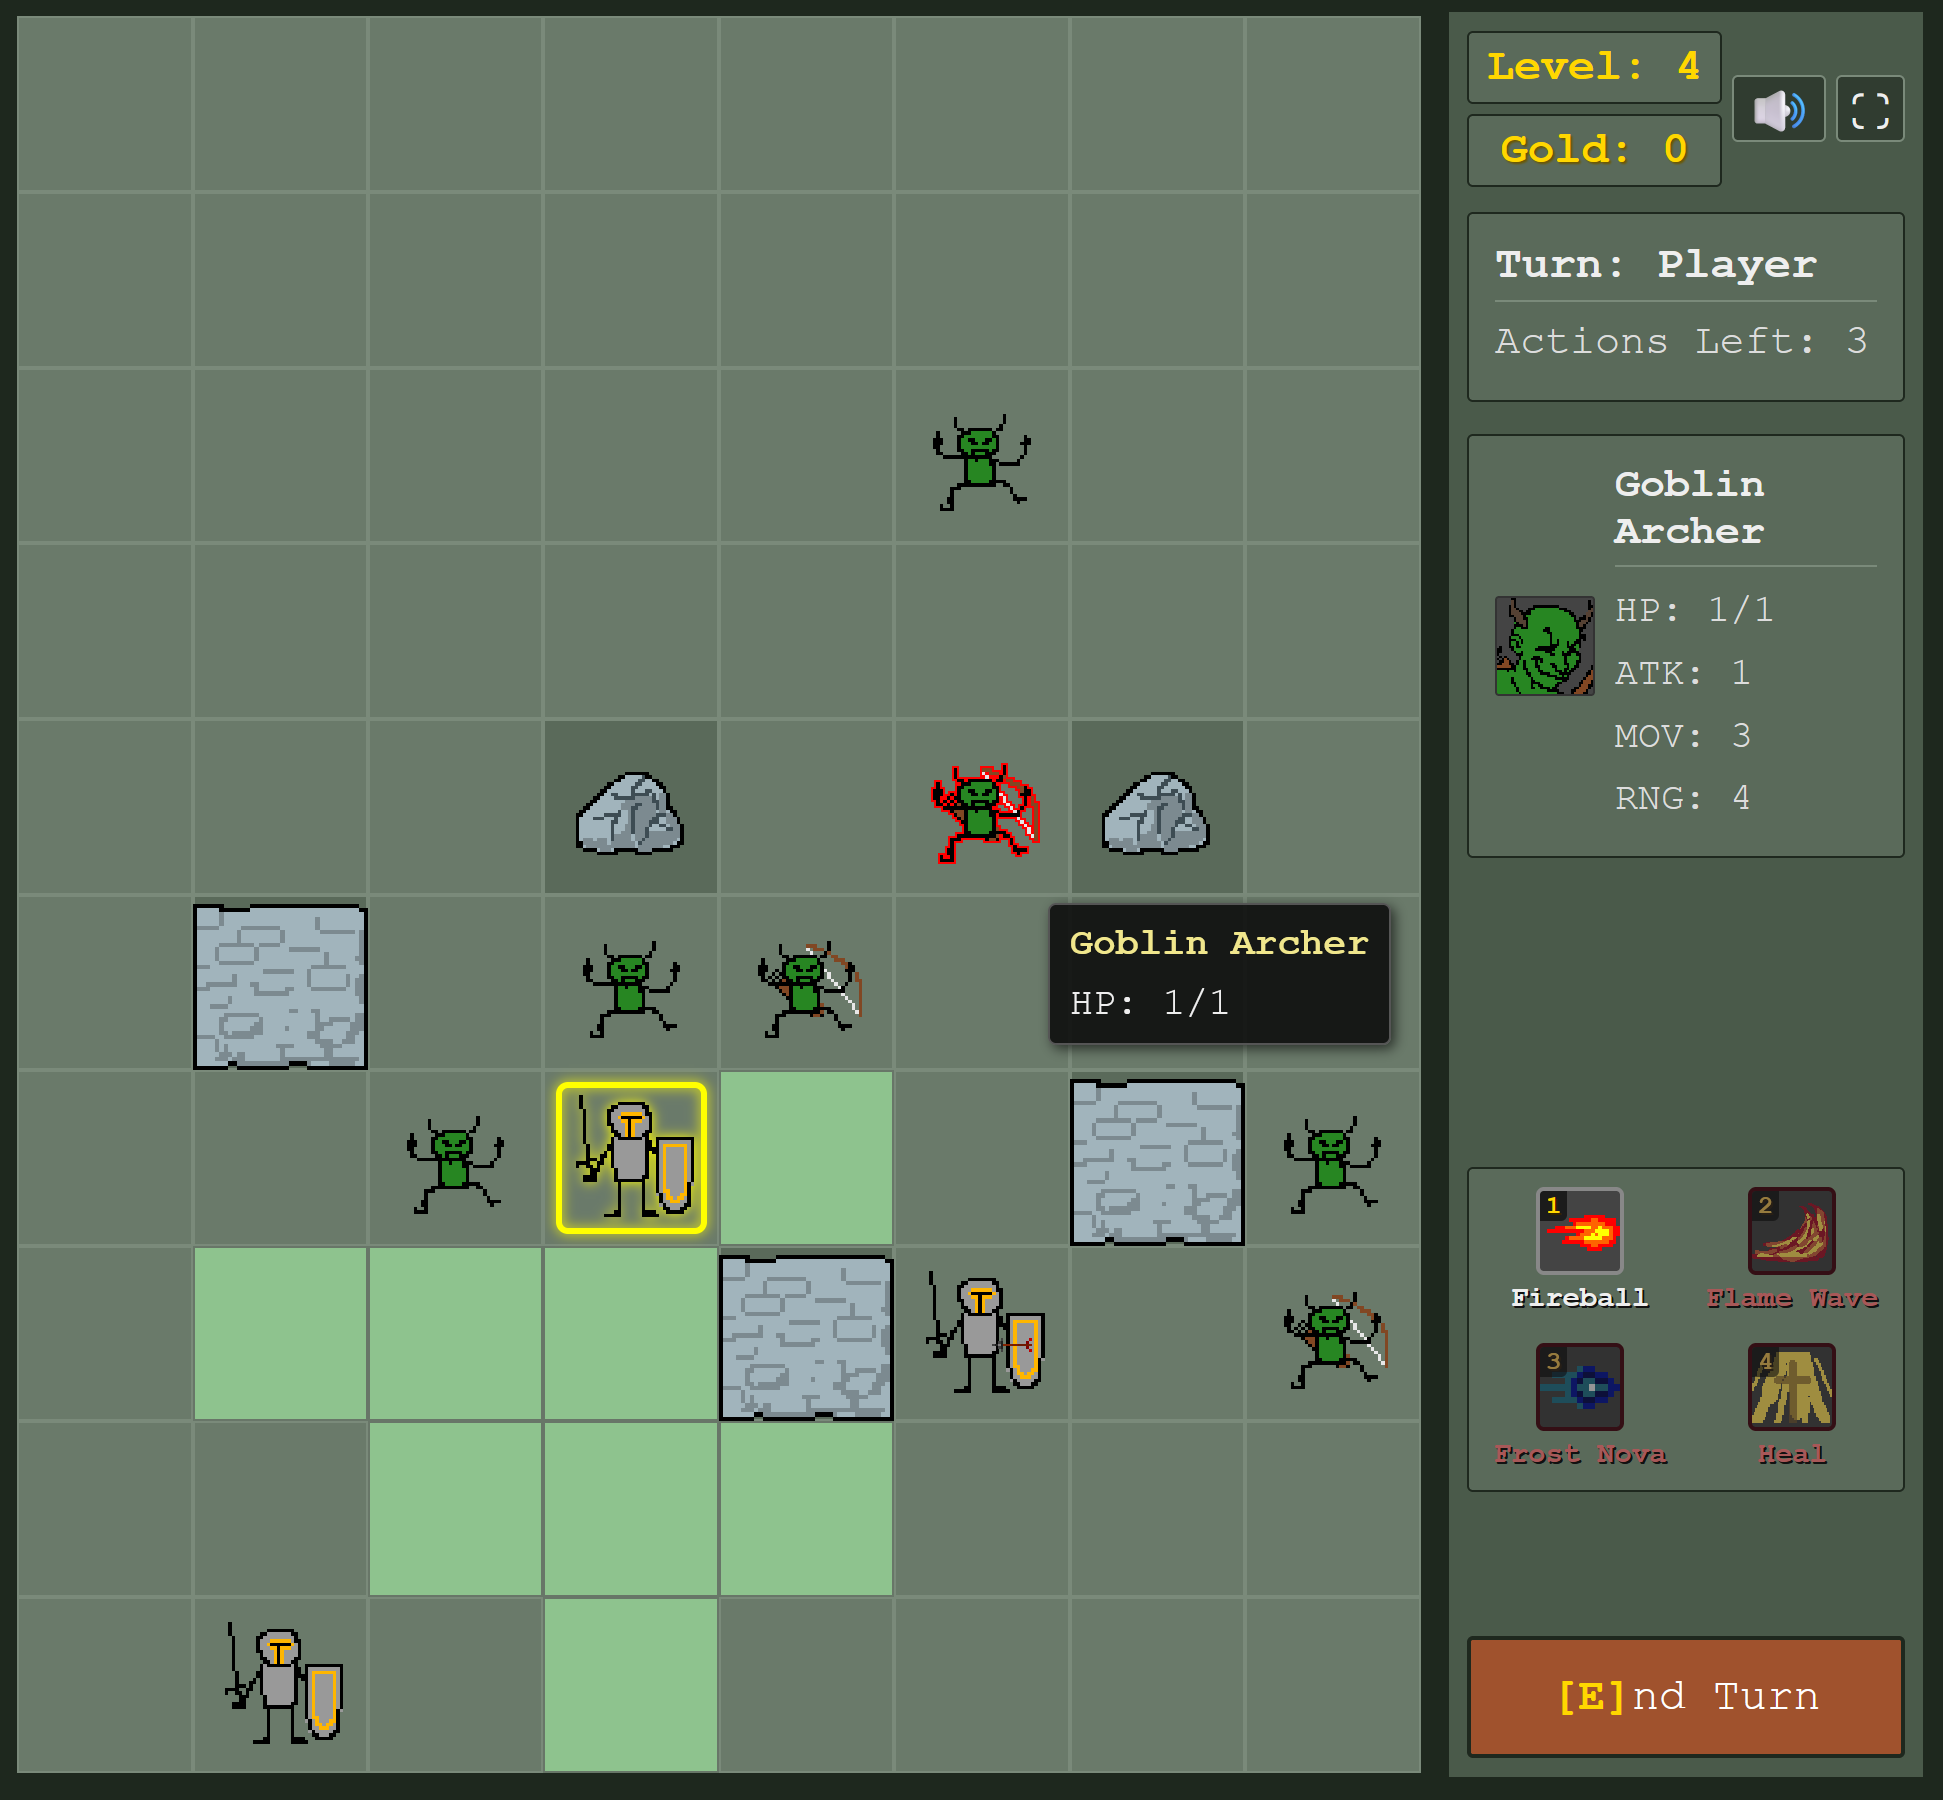 Level: 4
Gold: 0
Turn: Player
Actions Left: 3
Goblin
Archer
HP: 1/1
ATK: 1
MOV: 3
RNG: 4
Goblin Archer
HP: 1/1
1
Fireball
2
Flame Wave
3
Frost Nova
4
Heal
[E]nd Turn